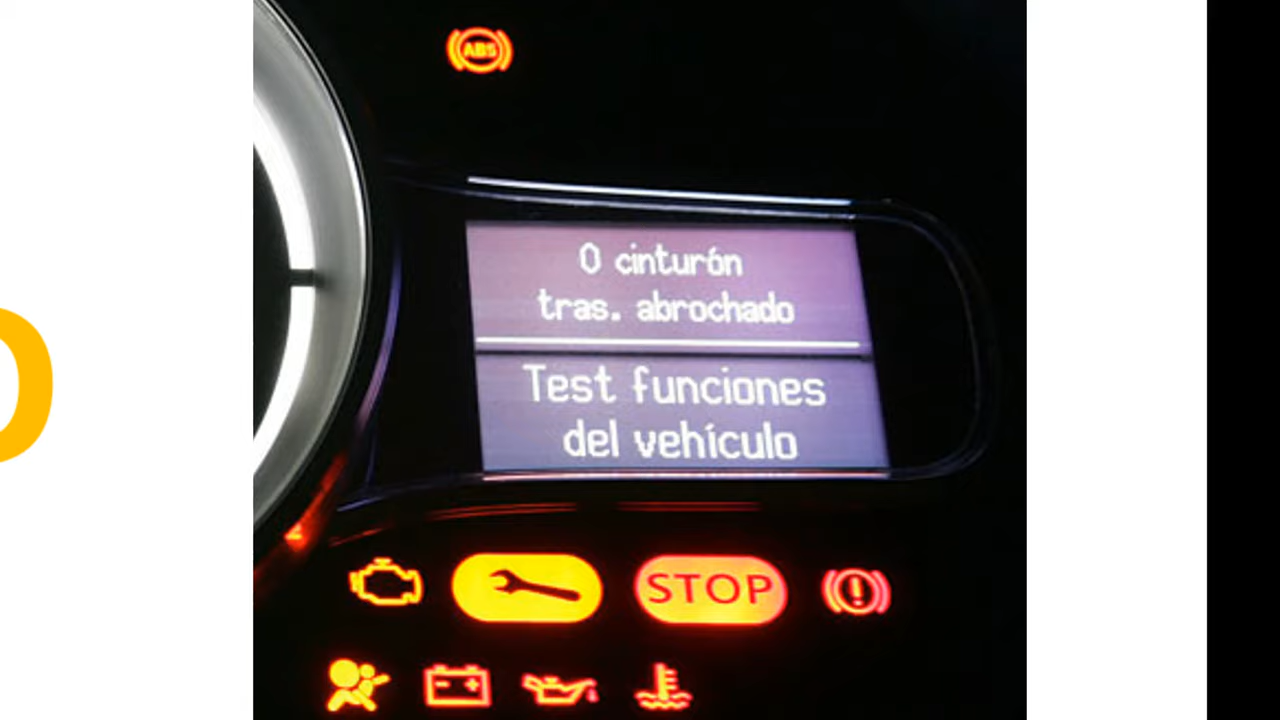 ABS
0 cinturón
tras. abrochado
Test funciones
del vehículo
STOP